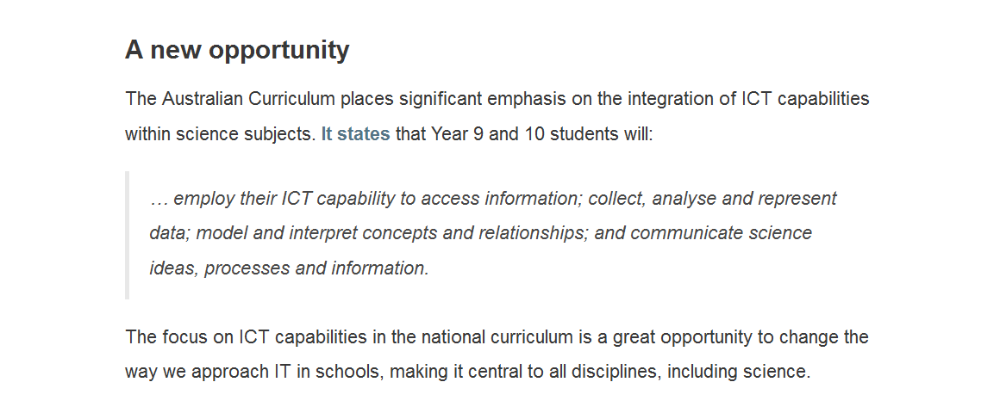 A new opportunity
The Australian Curriculum places significant emphasis on the integration of ICT capabilities
within science subjects. It states that Year 9 and 10 students will:
… employ their ICT capability to access information; collect, analyse and represent
data; model and interpret concepts and relationships; and communicate science
ideas, processes and information.
The focus on ICT capabilities in the national curriculum is a great opportunity to change the
way we approach IT in schools, making it central to all disciplines, including science.